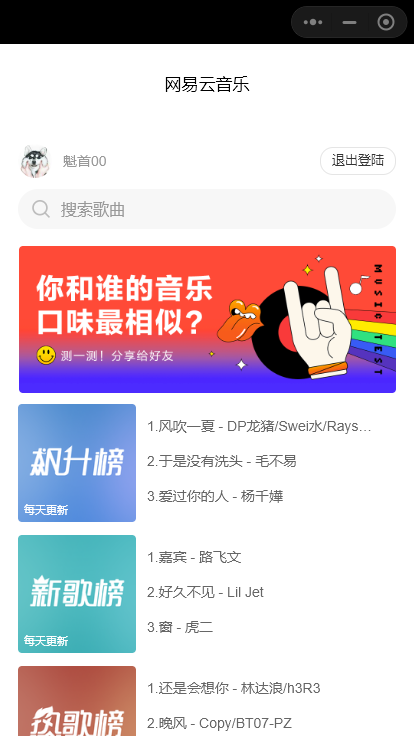 网易云音乐
魁首00
退出登陆
搜索歌曲
你和谁的音乐
口味最相似?
测一测!分享给好友
MUSIC TEST
飙升榜
每天更新
1.风吹一夏 - DP龙猪/Swei水/Rays…
2.于是没有洗头 - 毛不易
3.爱过你的人 - 杨千嬅
新歌榜
每天更新
1.嘉宾 - 路飞文
2.好久不见 - Lil Jet
3.窗 - 虎二
热歌榜
1.还是会想你 - 林达浪/h3R3
2.晚风 - Copy/BT07-PZ